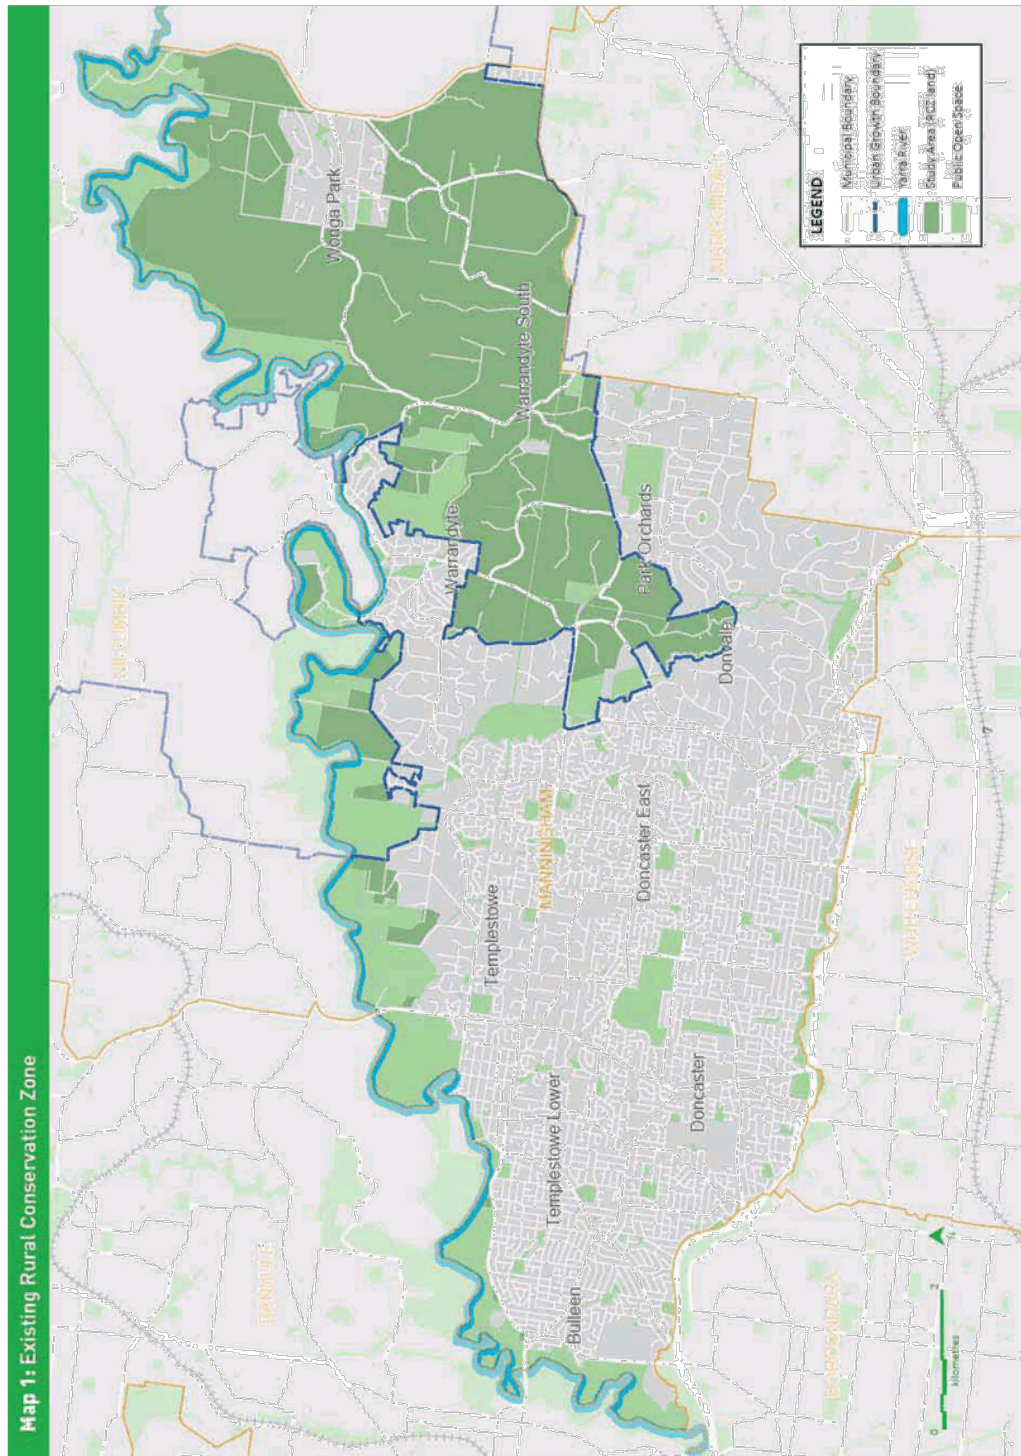 Map 1: Existing Rural Conservation Zone
NILLUMBIK
BANYULE
Wonga Park
Warrandyte
Warrandyte South
MAROONDAH
Templestowe
MANNINGHAM
Park Orchards
Templestowe Lower
Doncaster East
Donvale
Bulleen
Doncaster
WHITEHORSE
BOROONDARA
LEGEND
Municipal Boundary
Urban Growth Boundary
Yarra River
Study Area (RCZ land)
Public Open Space
0 2
kilometres
N